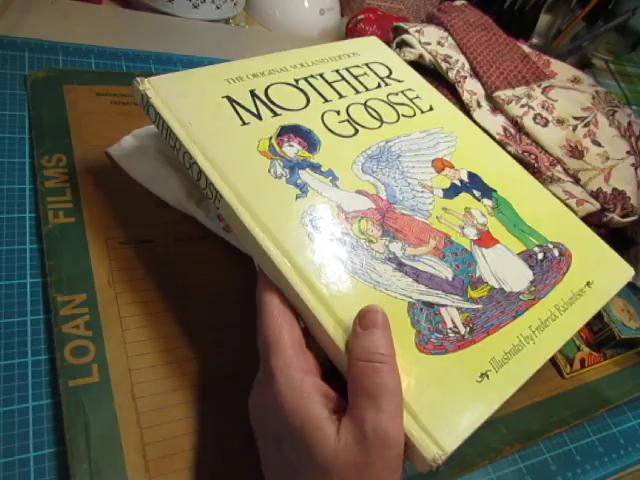 THE ORIGINAL VOLLAND EDITION
MOTHER
GOOSE
Illustrated by Frederick Richardson
MOTHER GOOSE
LOAN FILMS